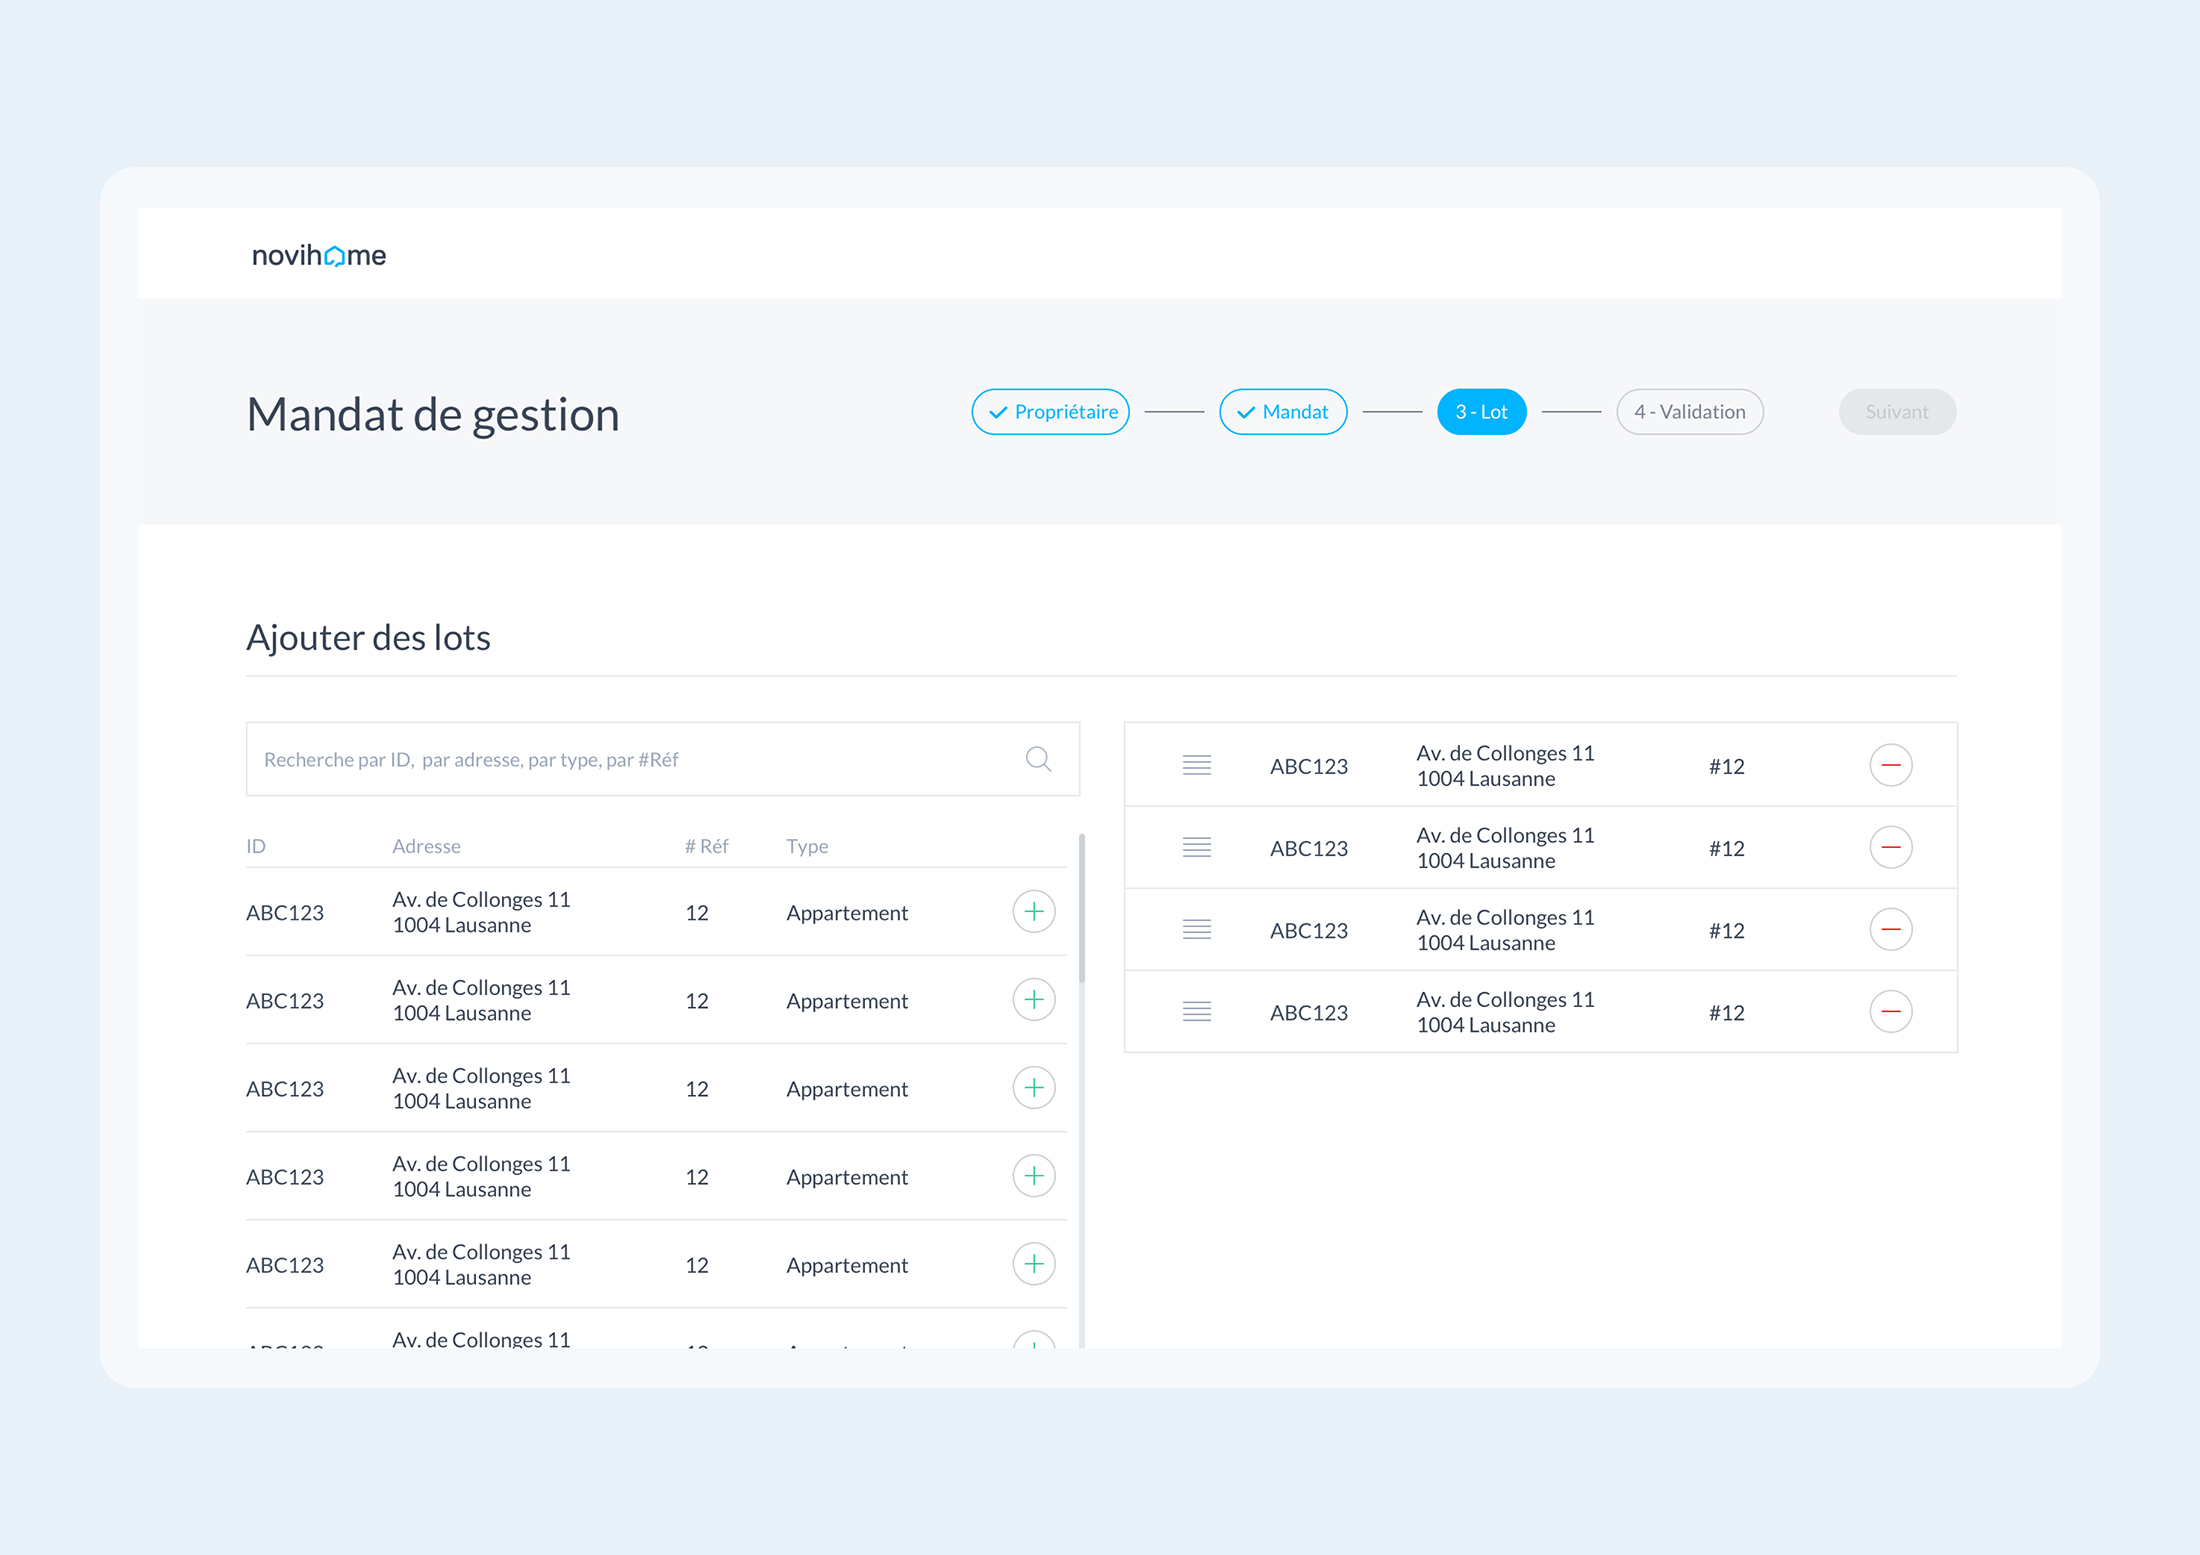 novihome
Mandat de gestion
Propriétaire
Mandat
3 - Lot
4 - Validation
Suivant
Ajouter des lots
Recherche par ID,  par adresse, par type, par #Réf
ID Adresse # Réf Type
ABC123 Av. de Collonges 11 12 Appartement
1004 Lausanne
ABC123 Av. de Collonges 11 12 Appartement
1004 Lausanne
ABC123 Av. de Collonges 11 12 Appartement
1004 Lausanne
ABC123 Av. de Collonges 11 12 Appartement
1004 Lausanne
ABC123 Av. de Collonges 11 12 Appartement
1004 Lausanne
Av. de Collonges 11
ABC123 Av. de Collonges 11 #12
1004 Lausanne
ABC123 Av. de Collonges 11 #12
1004 Lausanne
ABC123 Av. de Collonges 11 #12
1004 Lausanne
ABC123 Av. de Collonges 11 #12
1004 Lausanne